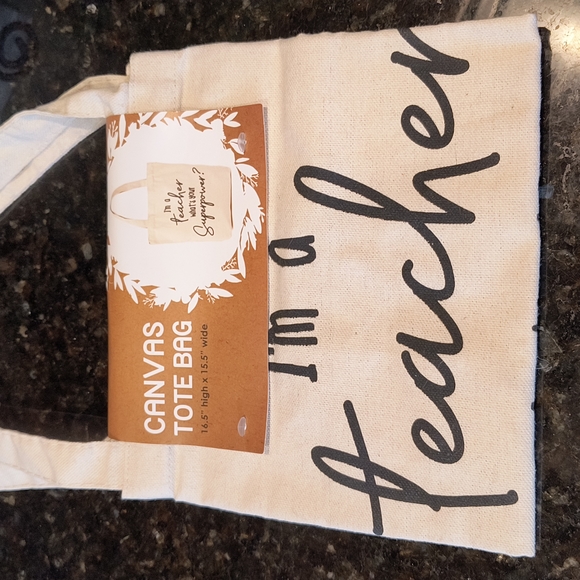 I'm a
teacher
what's your
Superpower?
CANVAS
TOTE BAG
16.5" high x 15.5" wide
I'm a
teacher